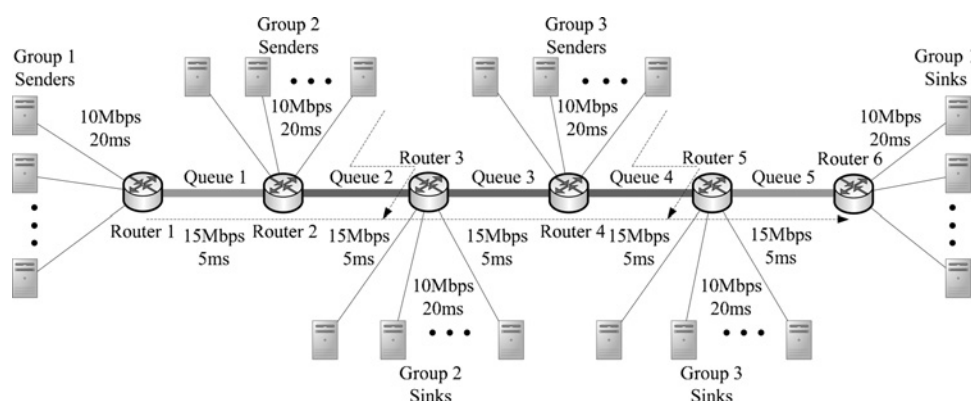 Group 1
Senders
Group 2
Senders
Group 3
Senders
Group 1
Sinks
10Mbps
20ms
10Mbps
20ms
10Mbps
20ms
10Mbps
20ms
Router 1
Queue 1
Router 2
Queue 2
Router 3
Queue 3
Router 4
Queue 4
Router 5
Queue 5
Router 6
15Mbps
5ms
15Mbps
5ms
15Mbps
5ms
15Mbps
5ms
15Mbps
5ms
10Mbps
20ms
10Mbps
20ms
Group 2
Sinks
Group 3
Sinks